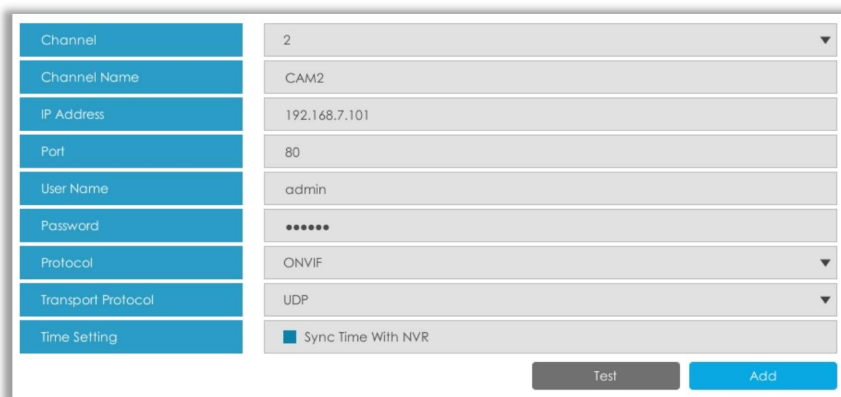 Channel 2
Channel Name CAM2
IP Address 192.168.7.101
Port 80
User Name admin
Password ••••••
Protocol ONVIF
Transport Protocol UDP
Time Setting Sync Time With NVR
Test Add